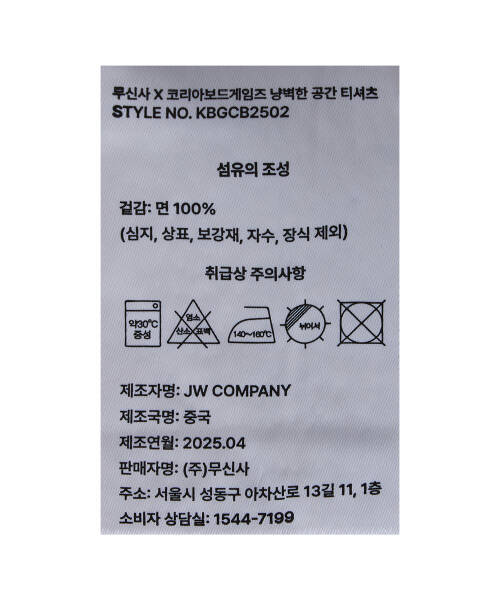 무신사 X 코리아보드게임즈 냥벽한 공간 티셔츠
STYLE NO. KBGCB2502
섬유의 조성
겉감: 면 100%
(심지, 상표, 보강재, 자수, 장식 제외)
취급상 주의사항
약30℃
중성
염소
산소 표백
140~160℃
뉘어서
제조자명: JW COMPANY
제조국명: 중국
제조연월: 2025.04
판매자명: (주)무신사
주소: 서울시 성동구 아차산로 13길 11, 1층
소비자 상담실: 1544-7199